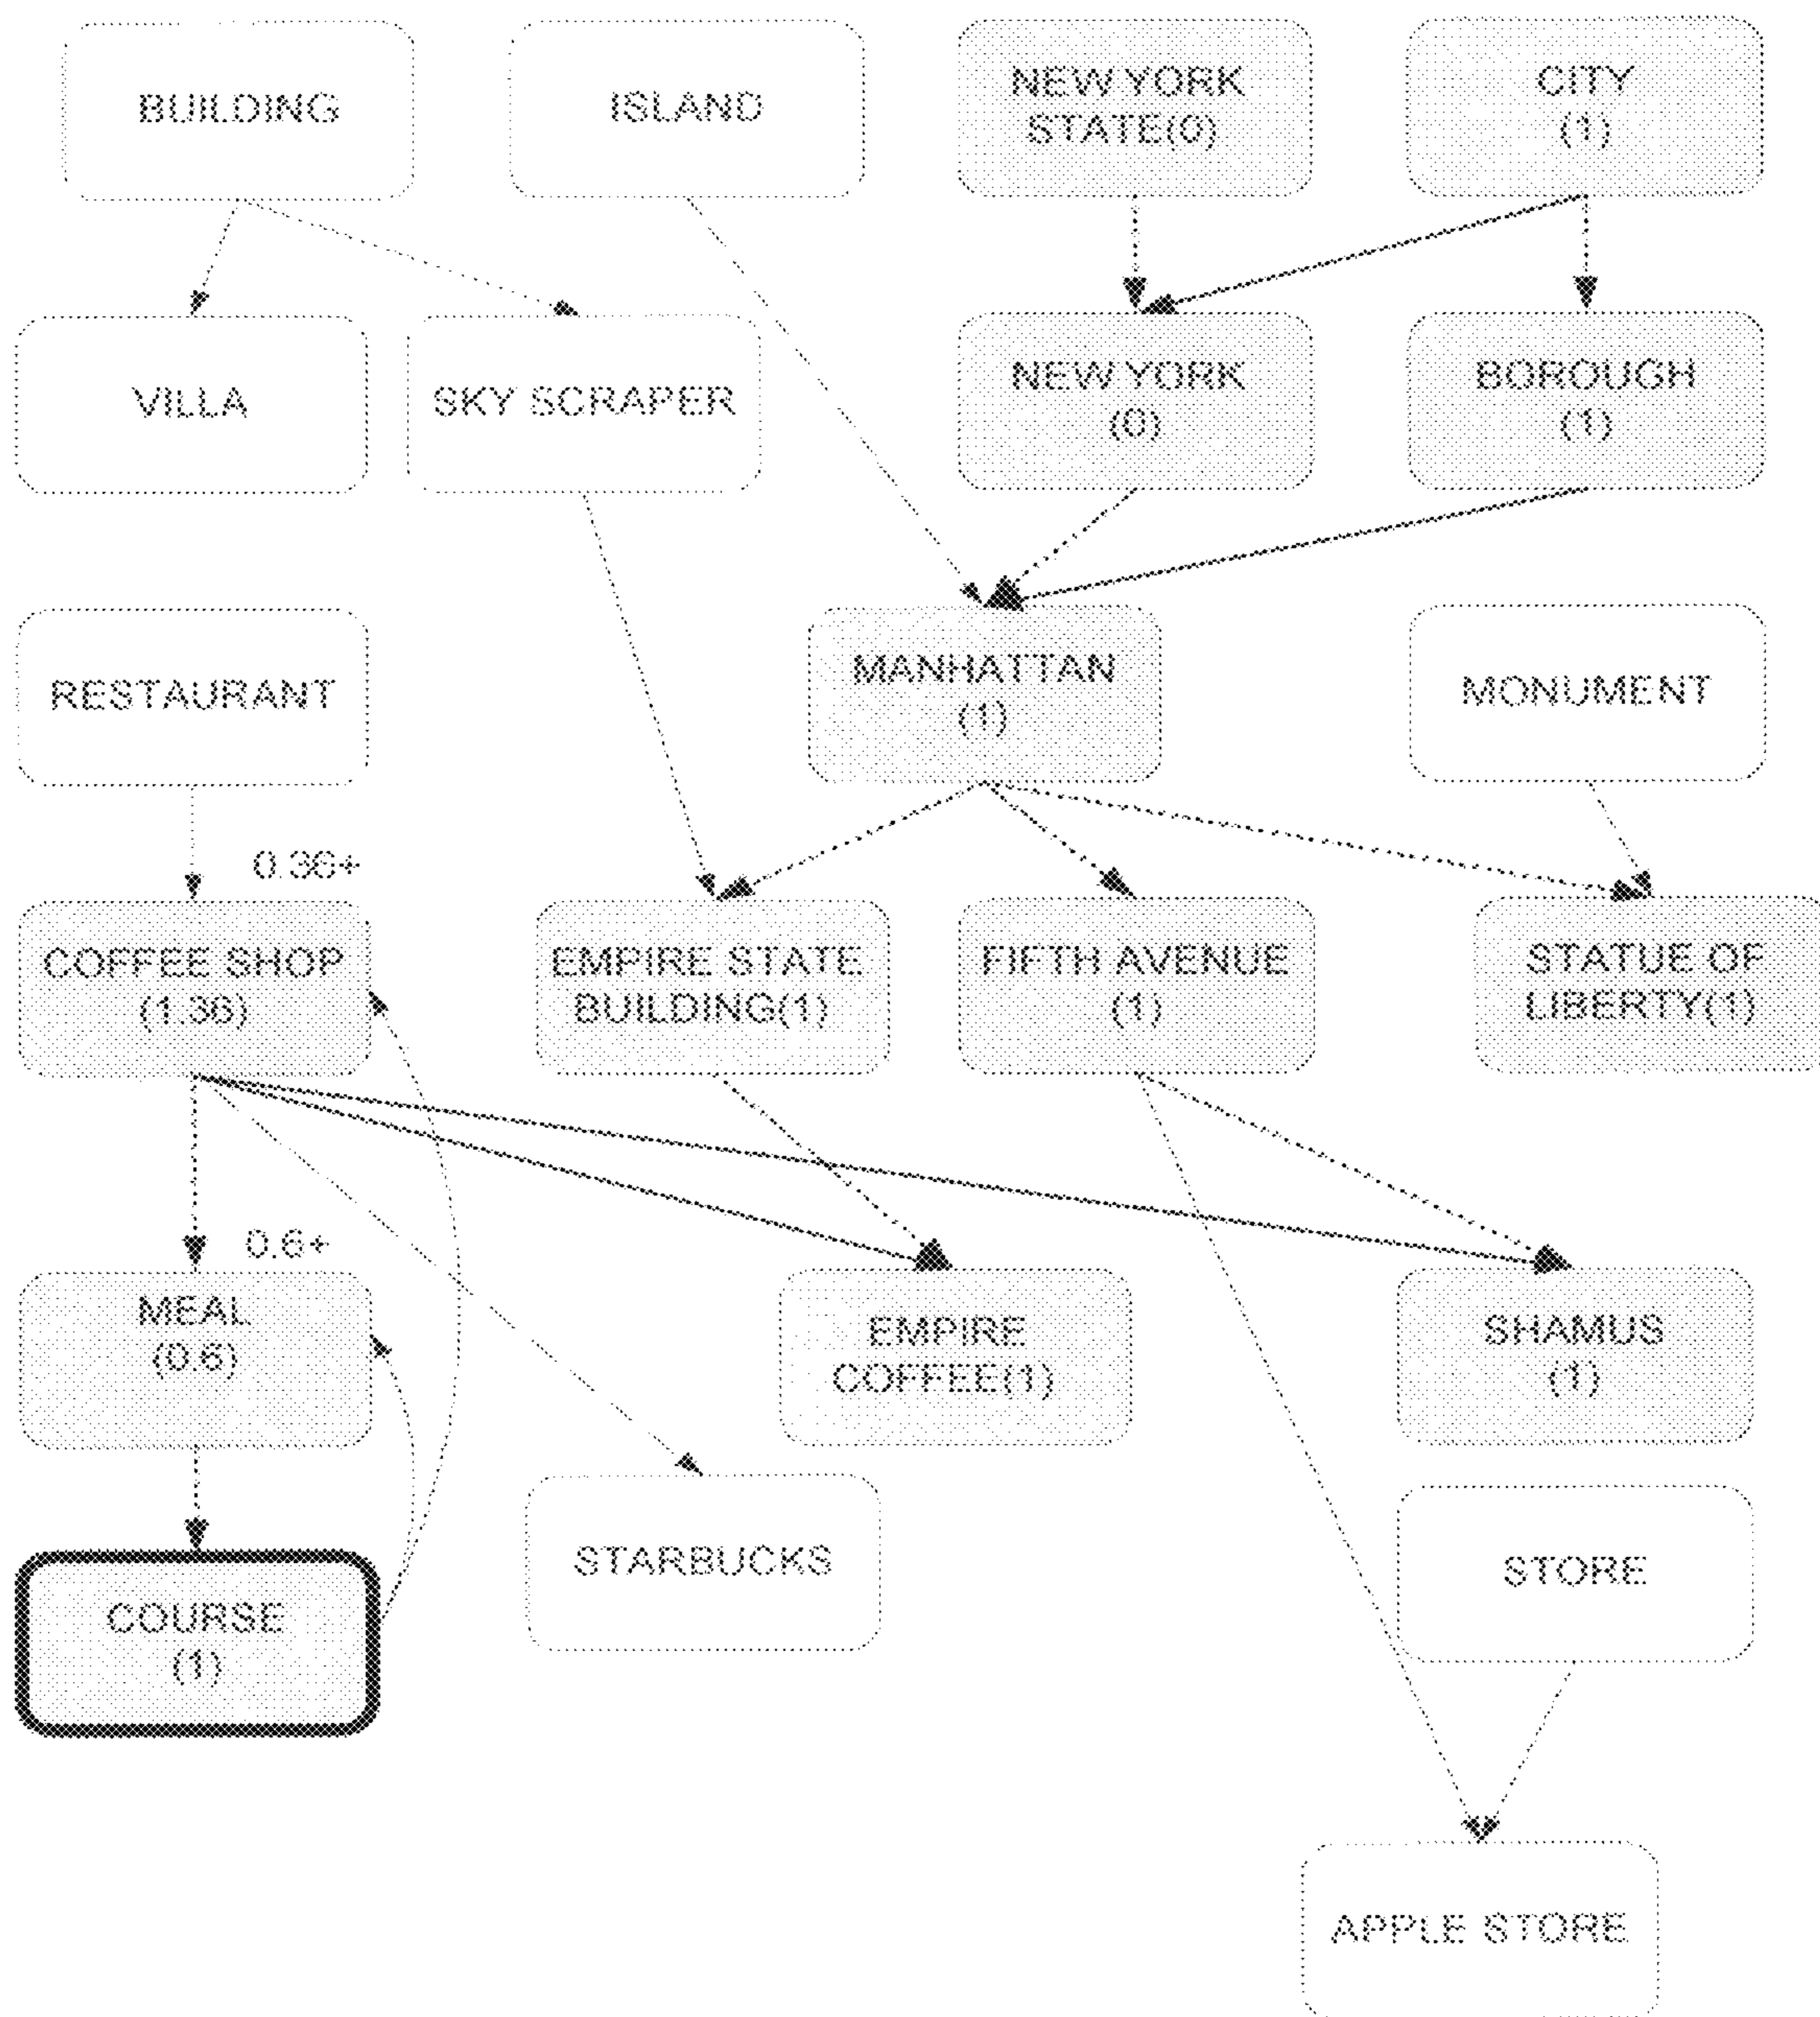 BUILDING
ISLAND
NEW YORK
STATE(0)
CITY
(1)
VILLA
SKY SCRAPER
NEW YORK
(0)
BOROUGH
(1)
RESTAURANT
MANHATTAN
(1)
MONUMENT
0.36+
COFFEE SHOP
(1.36)
EMPIRE STATE
BUILDING(1)
FIFTH AVENUE
(1)
STATUE OF
LIBERTY(1)
0.6+
MEAL
(0.6)
EMPIRE
COFFEE(1)
SHAMUS
(1)
STARBUCKS
STORE
COURSE
(1)
APPLE STORE